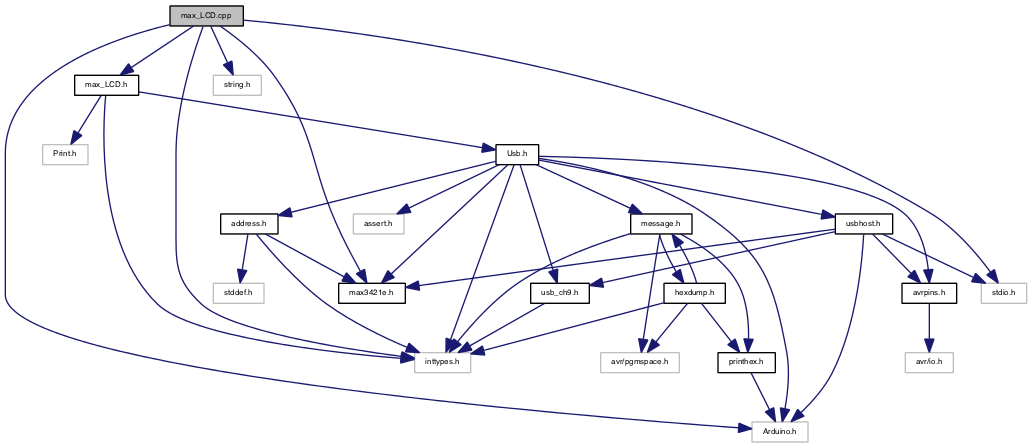 max_LCD.cpp
max_LCD.h
string.h
Print.h
Usb.h
address.h
assert.h
message.h
usbhost.h
stddef.h
max3421e.h
usb_ch9.h
hexdump.h
avrpins.h
stdio.h
inttypes.h
avr/pgmspace.h
printhex.h
avr/io.h
Arduino.h